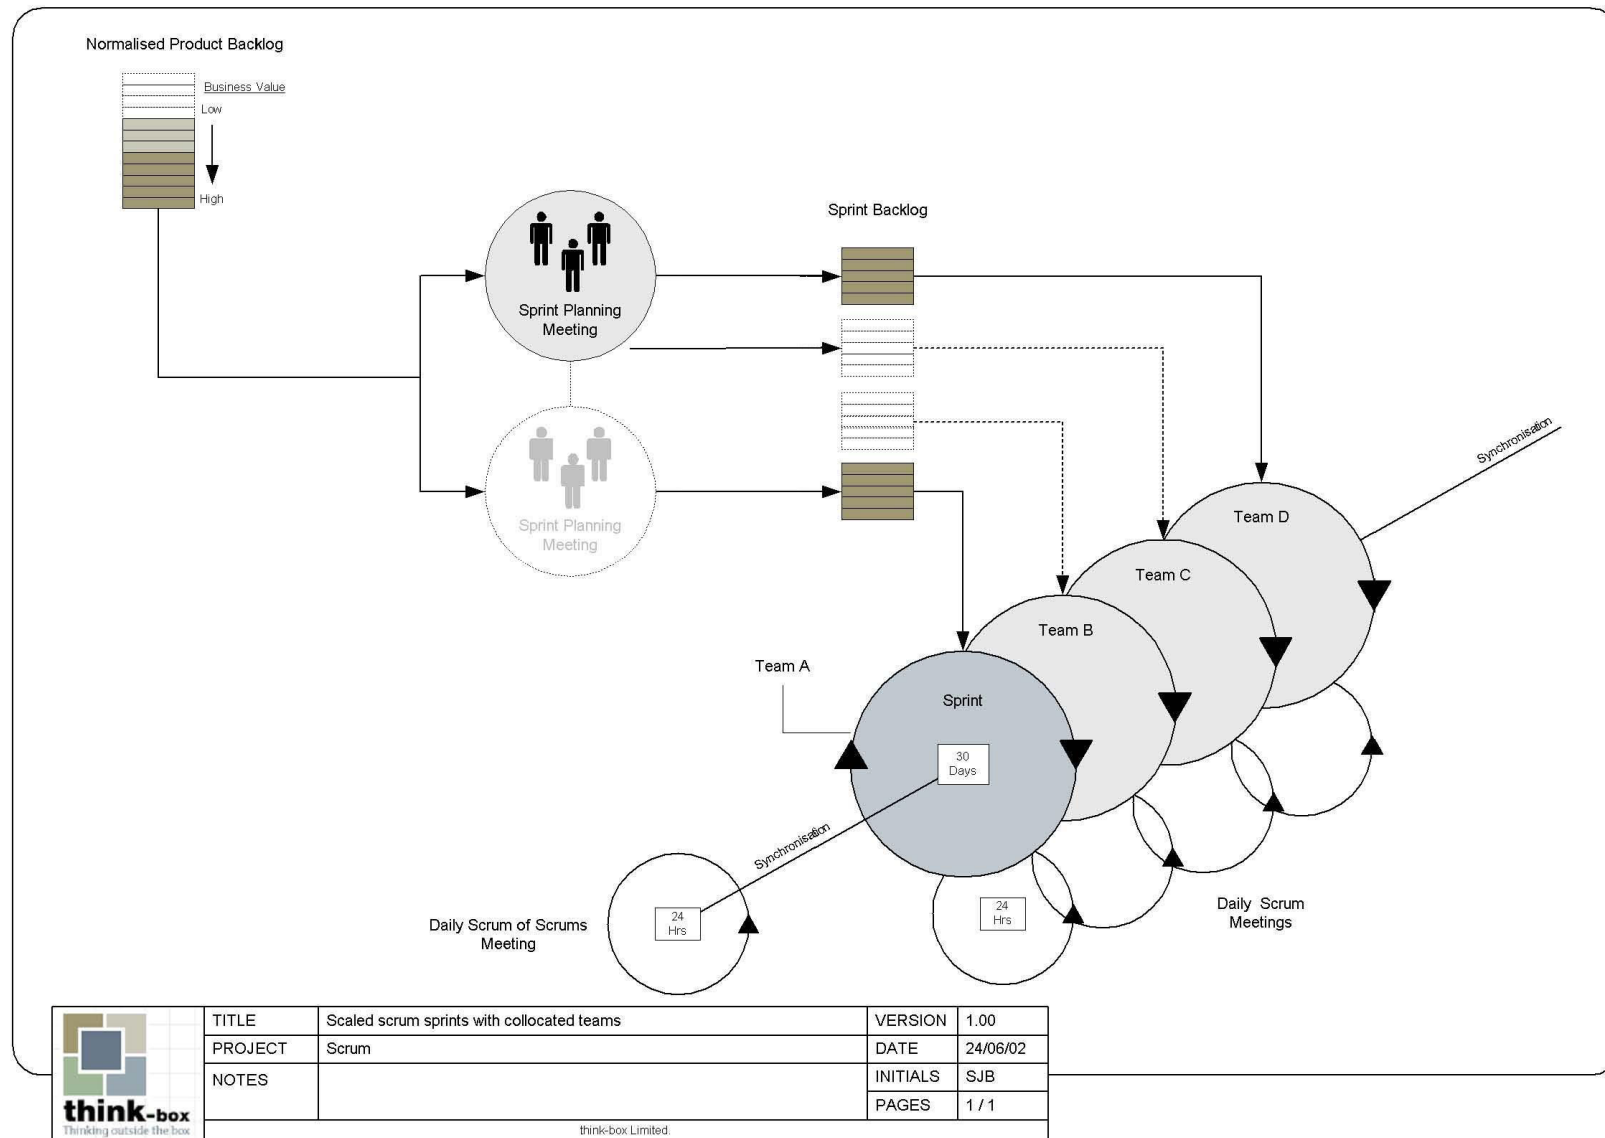 Normalised Product Backlog
Business Value
Low
High
Sprint Planning
Meeting
Sprint Backlog
Sprint Planning
Meeting
Synchronisation
Team D
Team C
Team B
Team A
Sprint
30
Days
Synchronisation
24
Hrs
Daily Scrum of Scrums
Meeting
24
Hrs
Daily Scrum
Meetings
TITLE Scaled scrum sprints with collocated teams VERSION 1.00
PROJECT Scrum DATE 24/06/02
NOTES INITIALS SJB
PAGES 1 / 1
think-box
Thinking outside the box
think-box Limited.